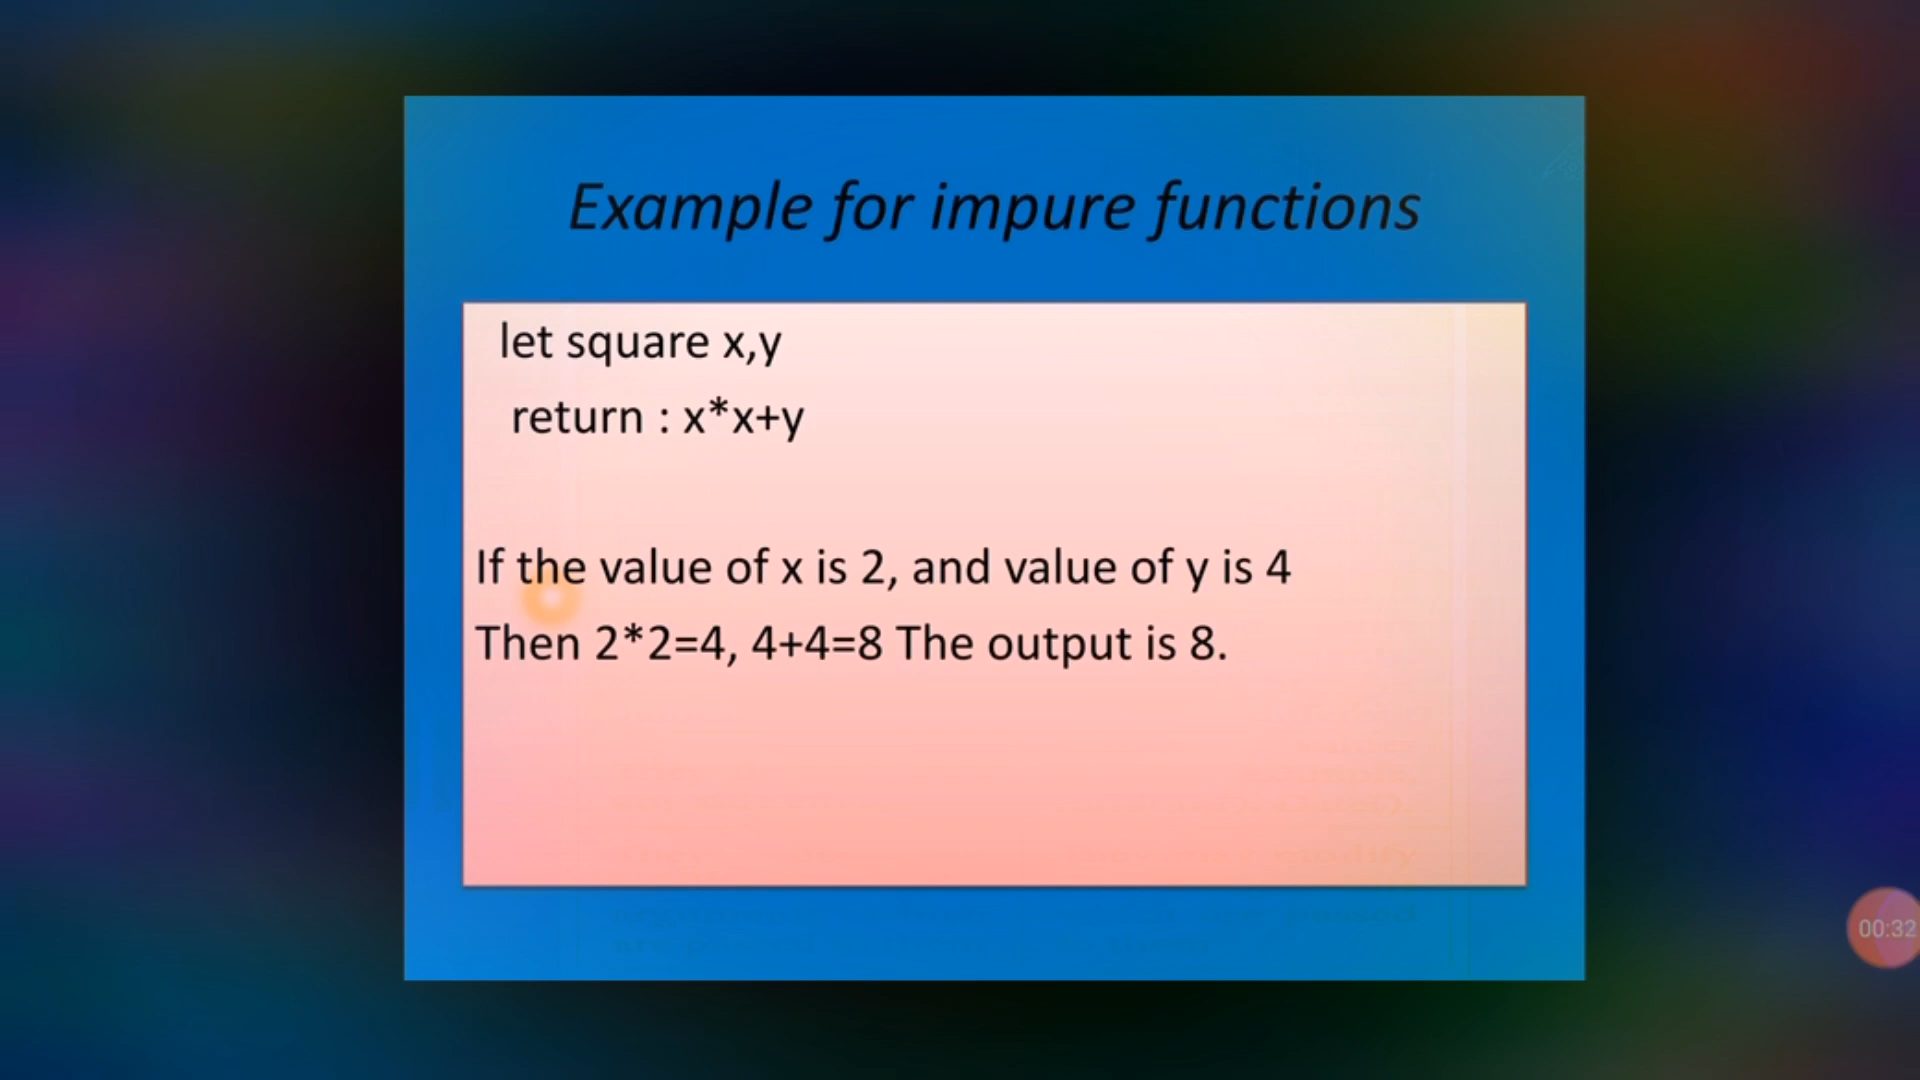 Example for impure functions
let square x,y
return : x*x+y
If the value of x is 2, and value of y is 4
Then 2*2=4, 4+4=8 The output is 8.
passed
00:32